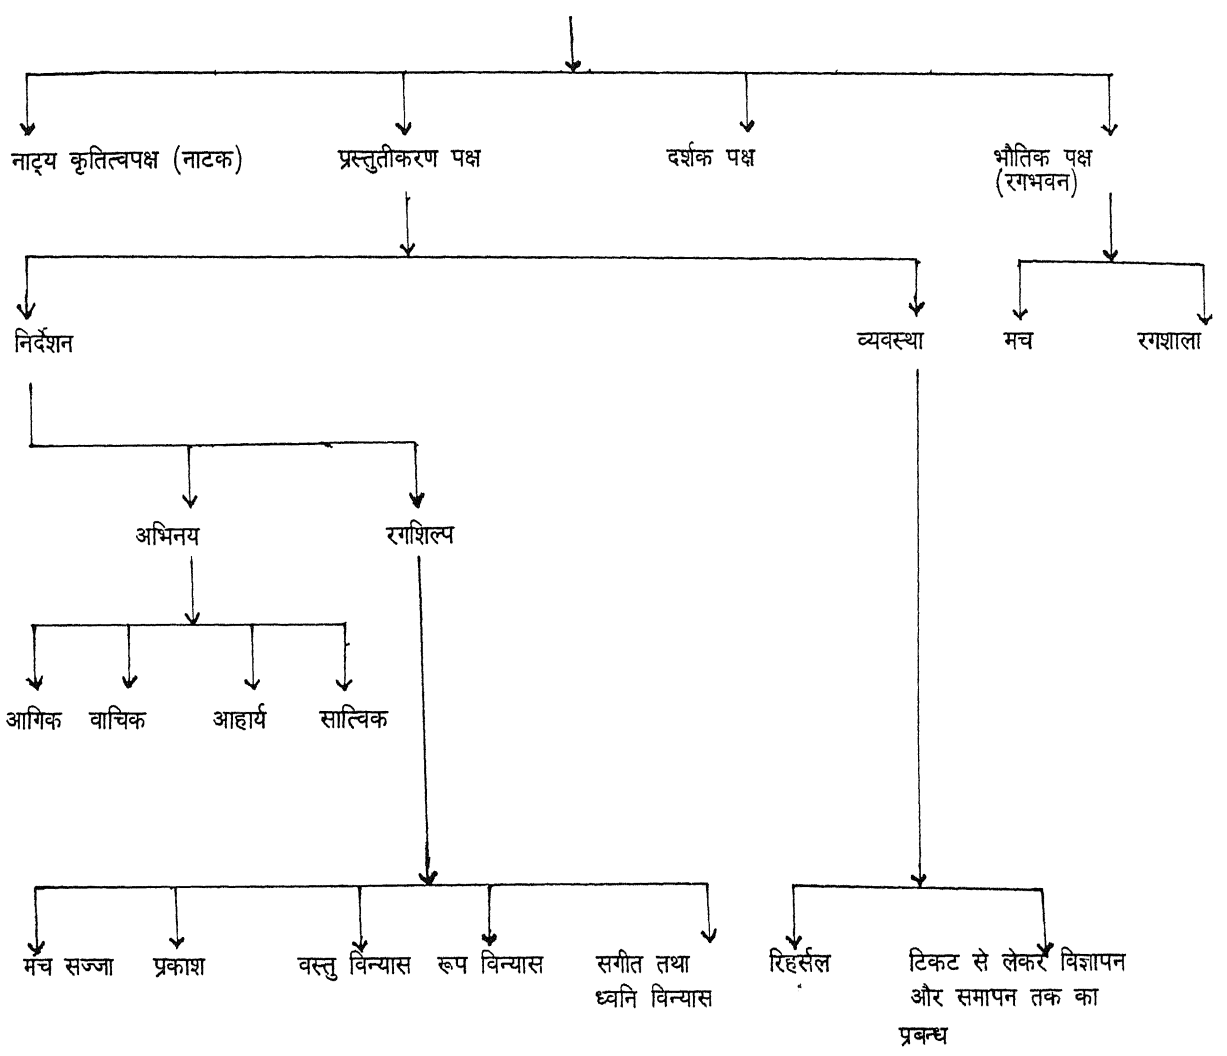 नाट्य कृतित्वपक्ष (नाटक)
प्रस्तुतीकरण पक्ष
दर्शक पक्ष
भौतिक पक्ष
(रगभवन)
निर्देशन
व्यवस्था
मच
रगशाला
अभिनय
रगशिल्प
आगिक
वाचिक
आहार्य
सात्विक
मच सज्जा
प्रकाश
वस्तु विन्यास
रूप विन्यास
सगीत तथा
ध्वनि विन्यास
रिहर्सल
टिकट से लेकर विज्ञापन
और समापन तक का
प्रबन्ध